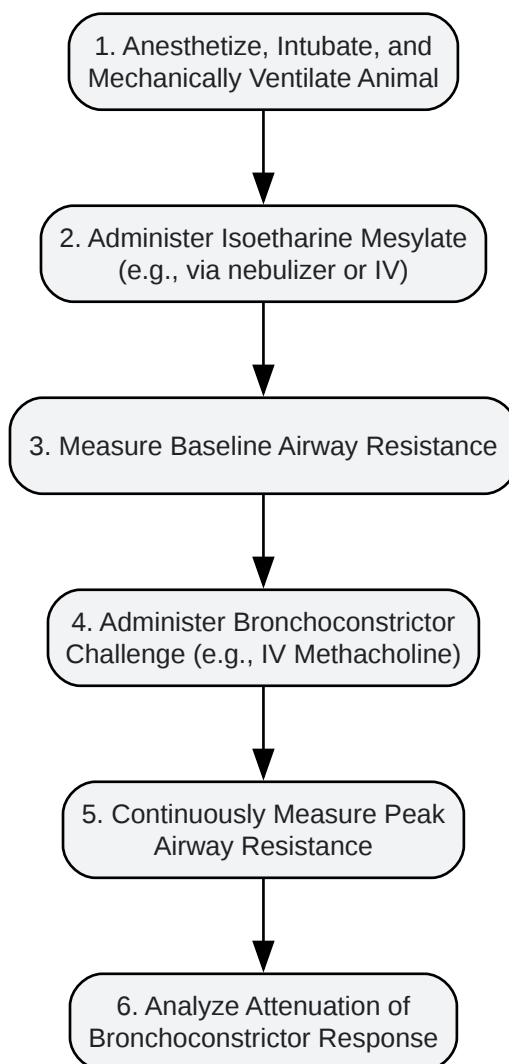 1. Anesthetize, Intubate, and
Mechanically Ventilate Animal
2. Administer Isoetharine Mesylate
(e.g., via nebulizer or IV)
3. Measure Baseline Airway Resistance
4. Administer Bronchoconstrictor
Challenge (e.g., IV Methacholine)
5. Continuously Measure Peak
Airway Resistance
6. Analyze Attenuation of
Bronchoconstrictor Response